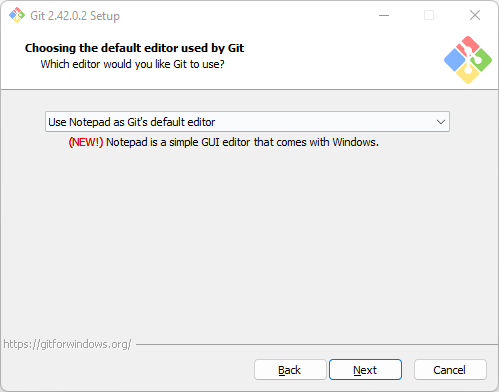 Git 2.42.0.2 Setup
Choosing the default editor used by Git
Which editor would you like Git to use?
Use Notepad as Git's default editor
(NEW!) Notepad is a simple GUI editor that comes with Windows.
https://gitforwindows.org/
Back Next Cancel